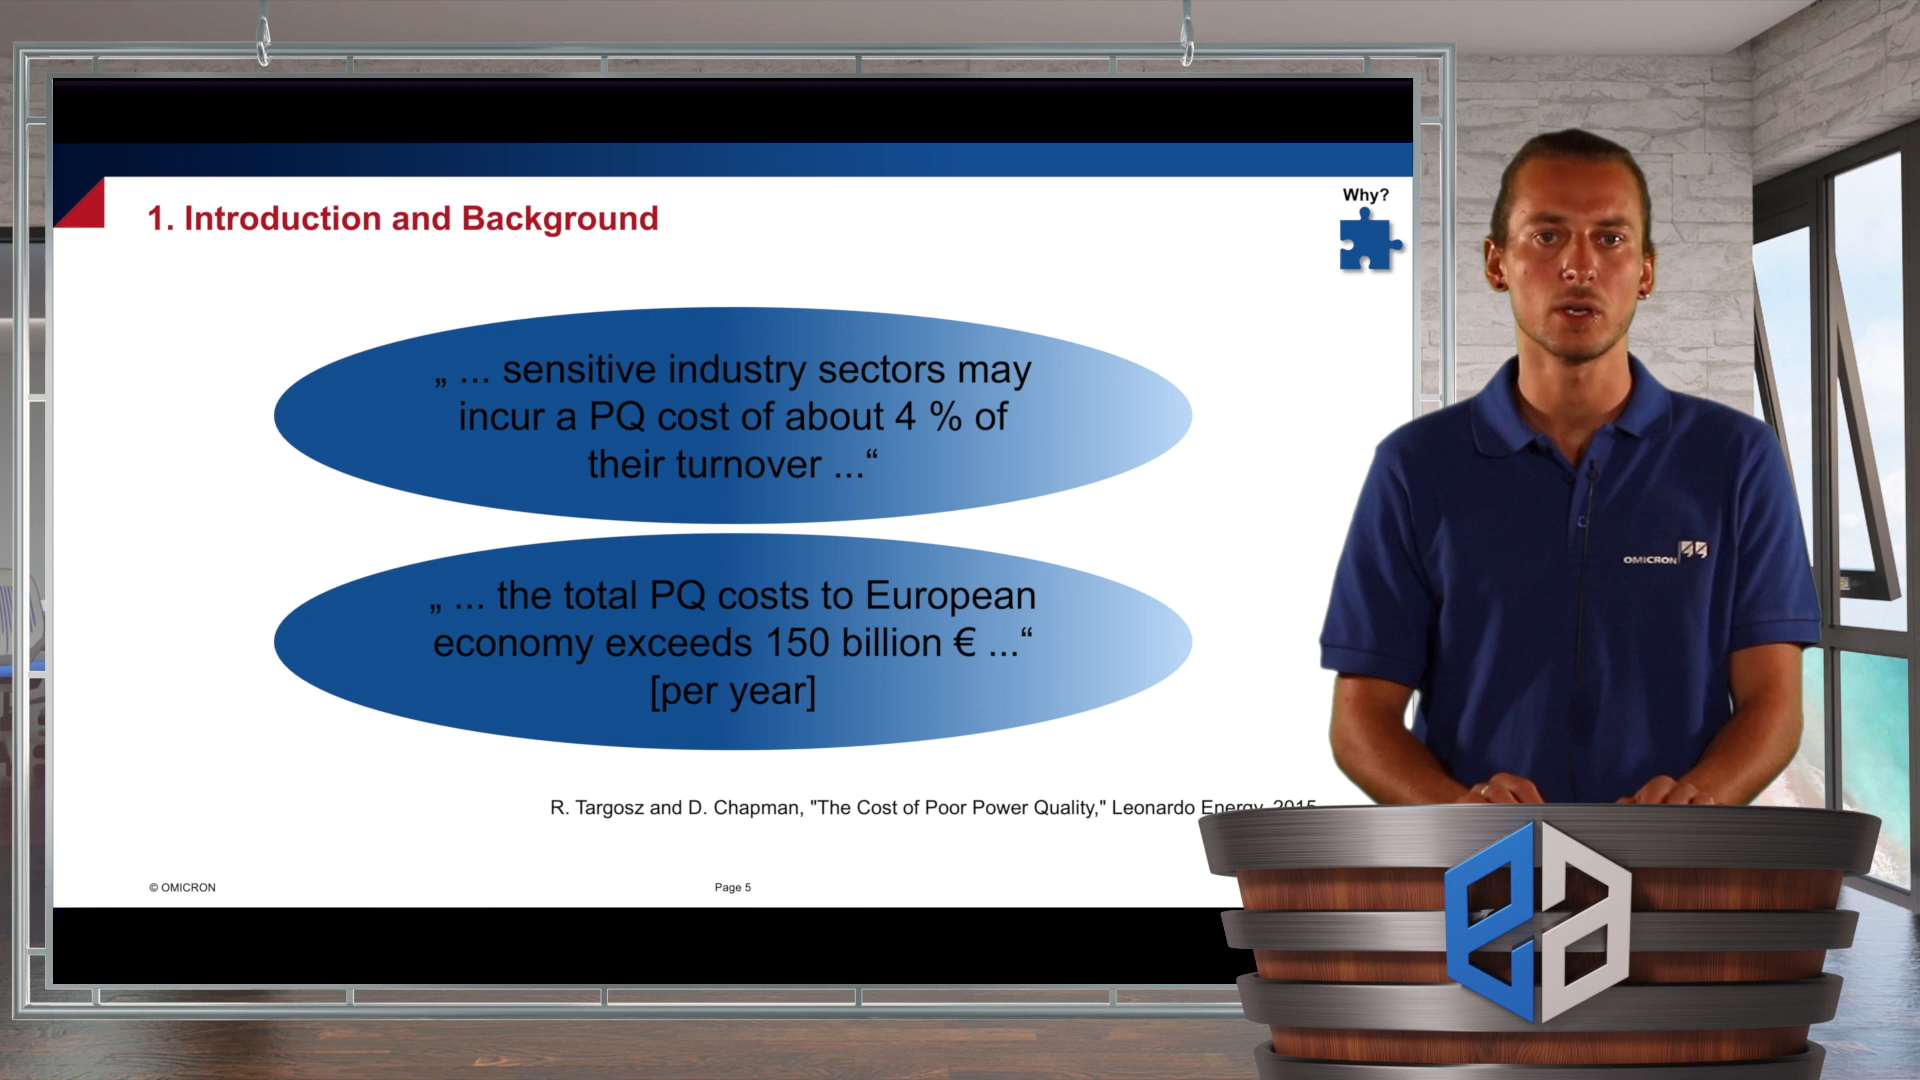 Why?
1. Introduction and Background
„ ... sensitive industry sectors may
incur a PQ cost of about 4 % of
their turnover ...“
„ ... the total PQ costs to European
economy exceeds 150 billion € ...“
[per year]
R. Targosz and D. Chapman, "The Cost of Poor Power Quality," Leonardo Energy, 2015
© OMICRON
Page 5
OMICRON
ea